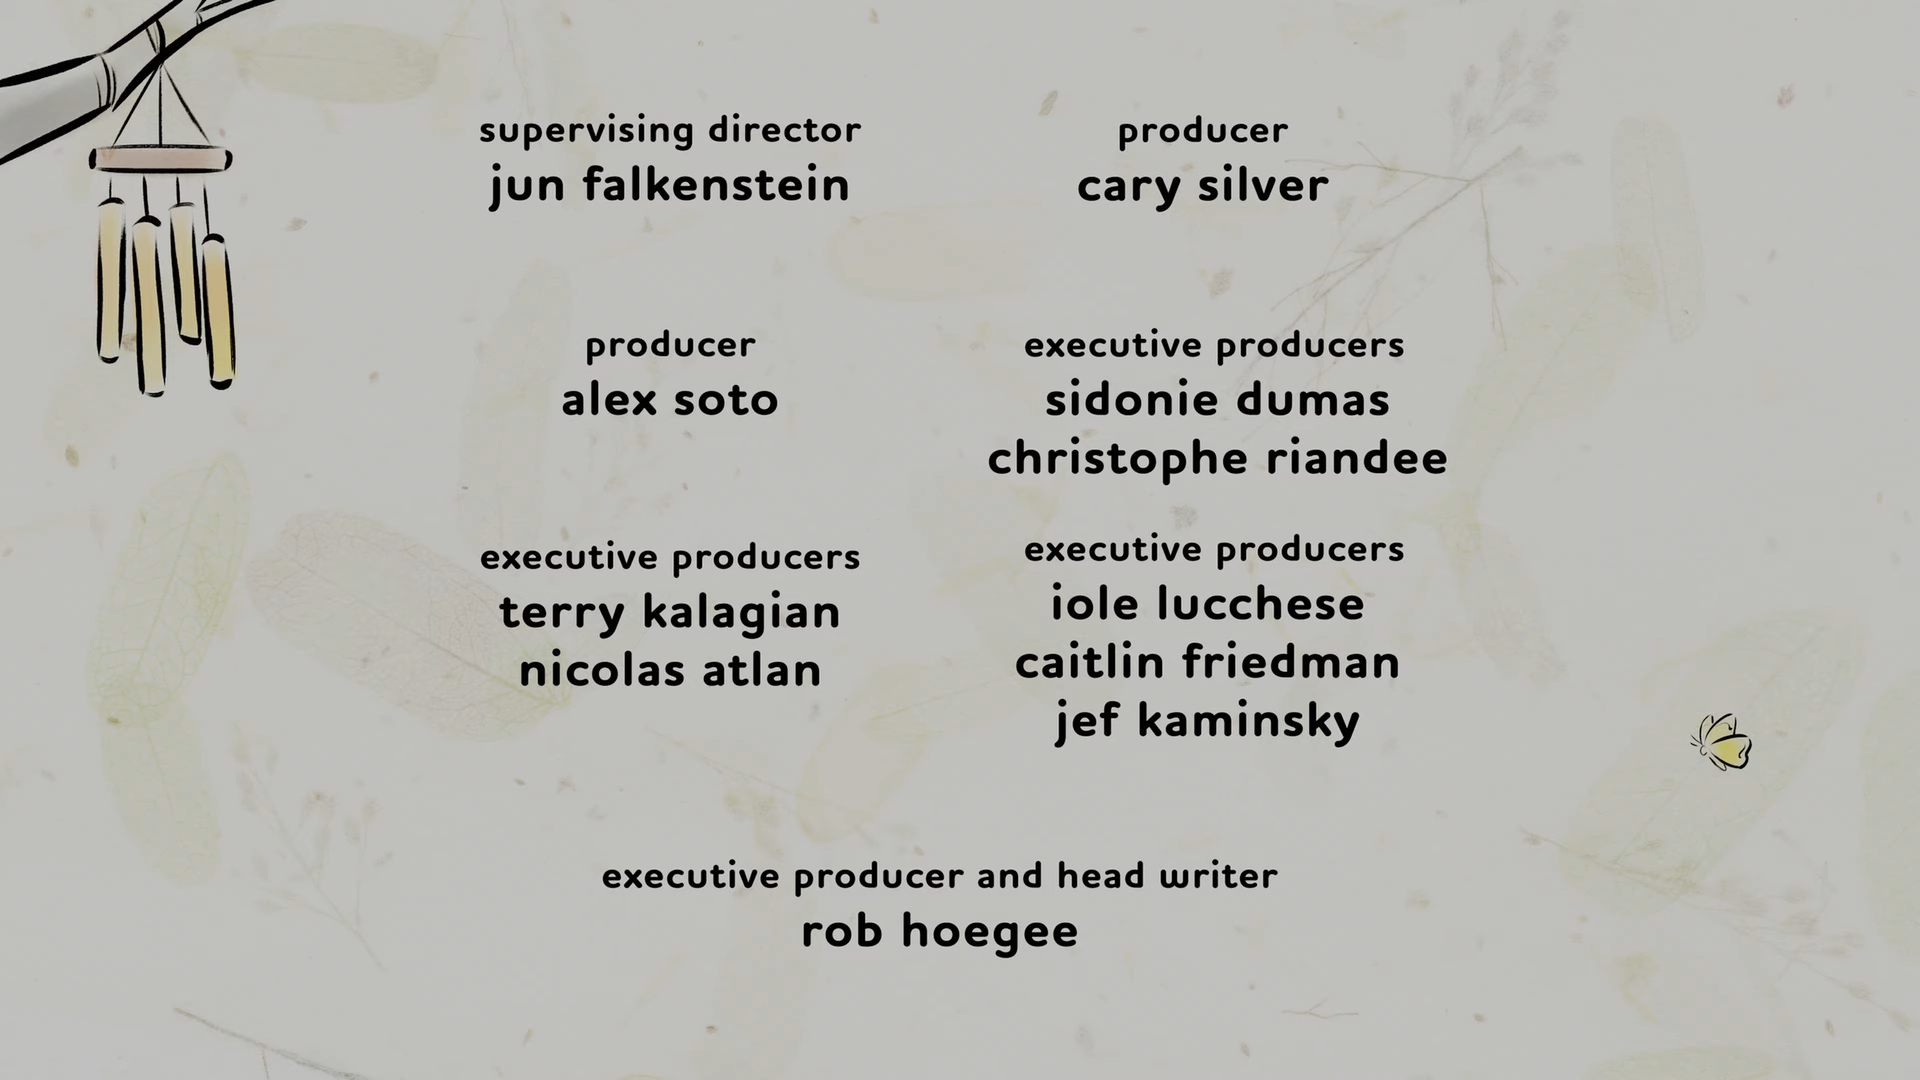 supervising director
jun falkenstein
producer
cary silver
producer
alex soto
executive producers
sidonie dumas
christophe riandee
executive producers
terry kalagian
nicolas atlan
executive producers
iole lucchese
caitlin friedman
jef kaminsky
executive producer and head writer
rob hoegee